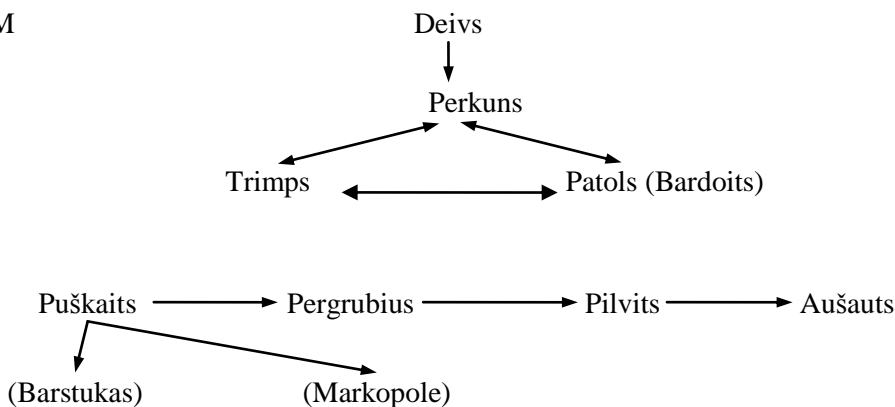 M
Deivs
Perkuns
Trimps Patols (Bardoits)
Puškaits Pergrubius Pilvits Aušauts
(Barstukas) (Markopole)